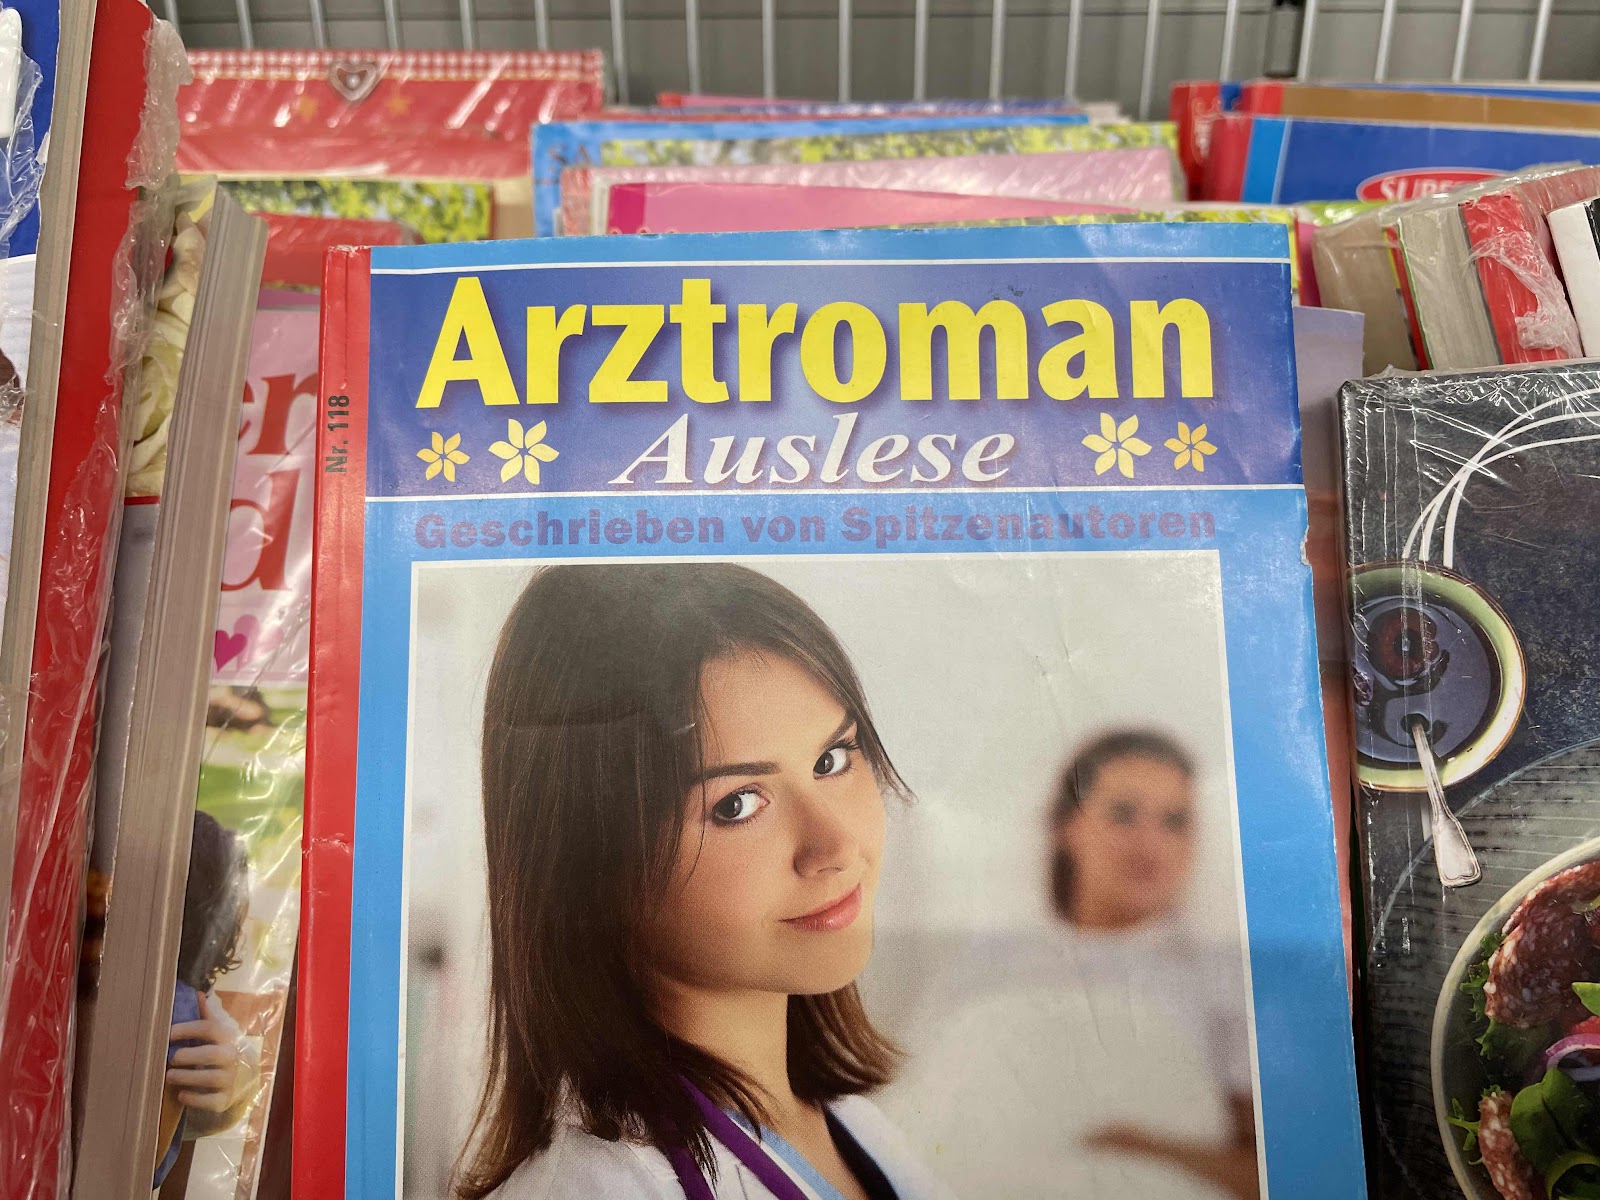 Arztroman
Auslese
Geschrieben von Spitzenautoren
Nr. 118